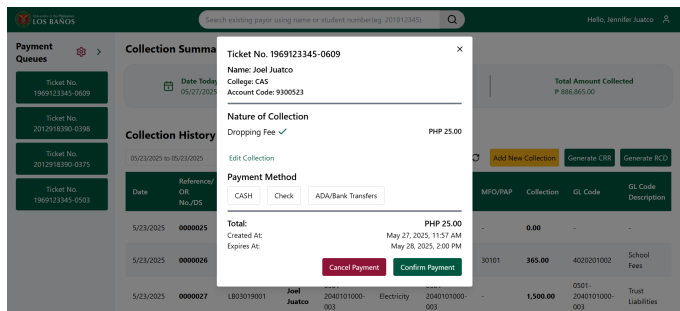 University of the Philippines
LOS BAÑOS
Search existing payor using name or student number(eg. 201912345)
Hello, Jennifer Juatco
Payment
Queues
Ticket No.
1969123345-0609
Ticket No.
2012918390-0398
Ticket No.
2012918390-0375
Ticket No.
1969123345-0503
Collection Summa
Date Today
05/27/2025
Total Amount Collected
₱ 886,865.00
Collection History
05/23/2025 to 05/23/2025
Add New Collection
Generate CRR
Generate RCD
Date
Reference/
OR
No./DS
MFO/PAP
Collection
GL Code
GL Code
Description
5/23/2025 0000025 - 0.00 - -
5/23/2025 0000026 30101 365.00 4020201002 School
Fees
5/23/2025 0000027 LB03019001 Joel
Juatco
2040101000-
003
Electricity
2040101000-
003
- 1,500.00 0501-
2040101000-
003
Trust
Liabilities
Ticket No. 1969123345-0609
Name: Joel Juatco
College: CAS
Account Code: 9300523
Nature of Collection
Dropping Fee ✓ PHP 25.00
Edit Collection
Payment Method
CASH
Check
ADA/Bank Transfers
Total: PHP 25.00
Created At: May 27, 2025, 11:57 AM
Expires At: May 28, 2025, 2:00 PM
Cancel Payment
Confirm Payment